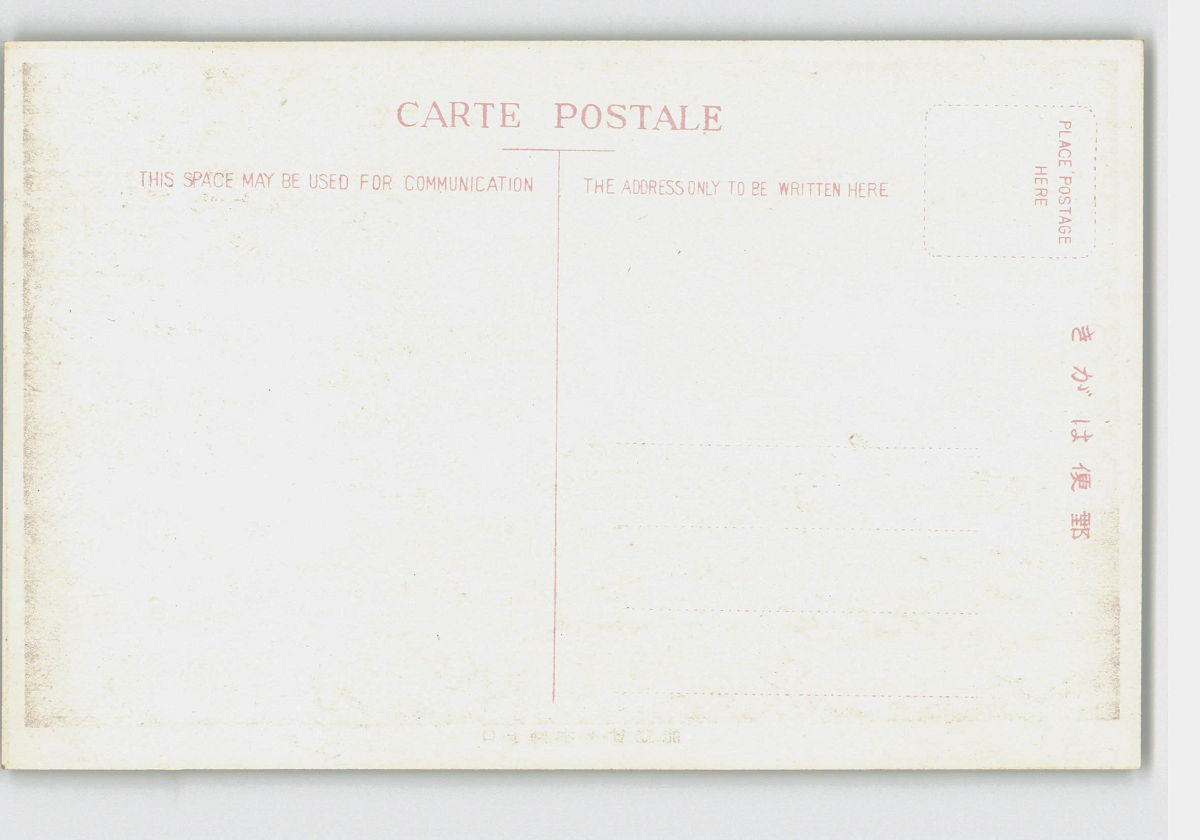 CARTE POSTALE
THIS SPACE MAY BE USED FOR COMMUNICATION
THE ADDRESS ONLY TO BE WRITTEN HERE
PLACE POSTAGE
HERE
きがは便郵